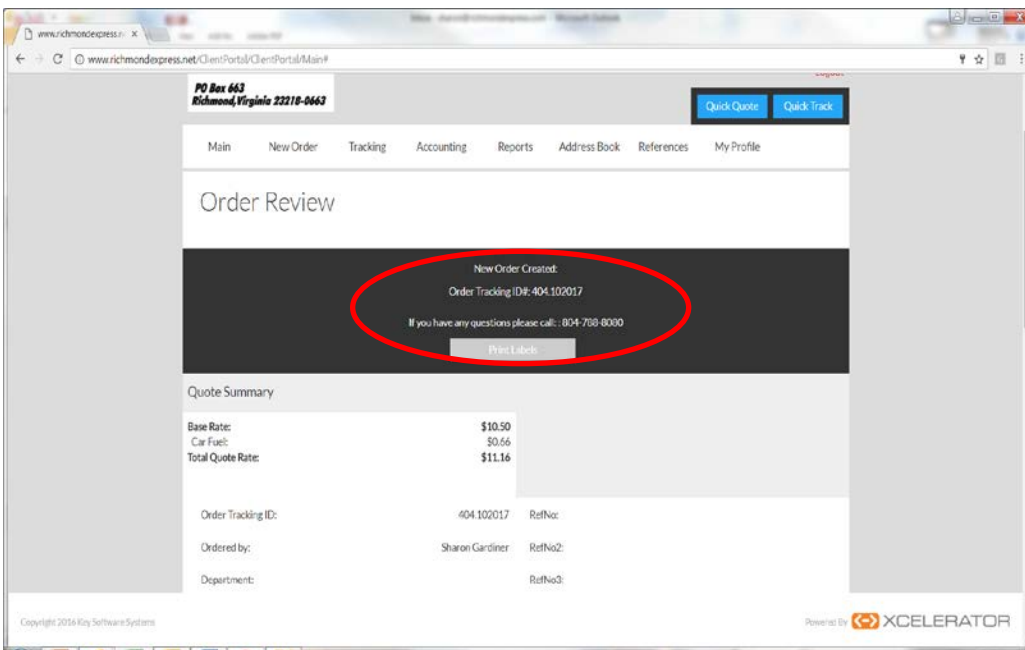 www.richmondexpress.n
www.richmondexpress.net/ClientPortal/ClientPortal/Main#
PO Box 663
Richmond, Virginia 23218-0663
Logout
Quick Quote Quick Track
Main New Order Tracking Accounting Reports Address Book References My Profile
Order Review
New Order Created:
Order Tracking ID#: 404.102017
If you have any questions please call: : 804-788-8080
Print Labels
Quote Summary
Base Rate: $10.50
Car Fuel: $0.66
Total Quote Rate: $11.16
Order Tracking ID: 404.102017 RefNo:
Ordered by: Sharon Gardiner RefNo2:
Department: RefNo3:
Copyright 2016 Key Software Systems
Powered By XCELERATOR